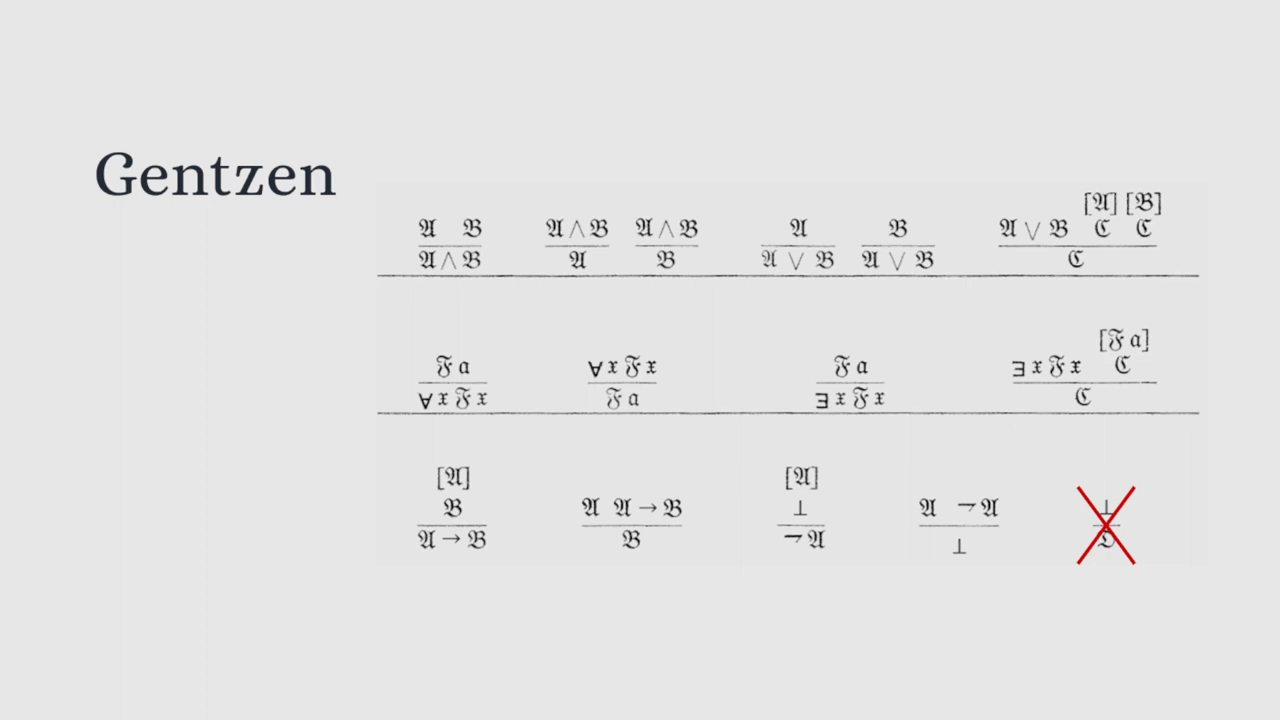 Gentzen
[𝔄] [𝔅]
𝔄 𝔅 𝔄 ∧ 𝔅 𝔄 ∧ 𝔅 𝔄 𝔅 𝔄 ∨ 𝔅 ℭ ℭ
𝔄 ∧ 𝔅 𝔄 𝔅 𝔄 ∨ 𝔅 𝔄 ∨ 𝔅 ℭ
[𝔉 𝔞]
𝔉 𝔞 ∀ 𝔵 𝔉 𝔵 𝔉 𝔞 ∃ 𝔵 𝔉 𝔵 ℭ
∀ 𝔵 𝔉 𝔵 𝔉 𝔞 ∃ 𝔵 𝔉 𝔵 ℭ
[𝔄] [𝔄]
𝔅 𝔄 𝔄 → 𝔅 ⊥ 𝔄 ¬ 𝔄 ⊥
𝔄 → 𝔅 𝔅 ¬ 𝔄 ⊥ 𝔇